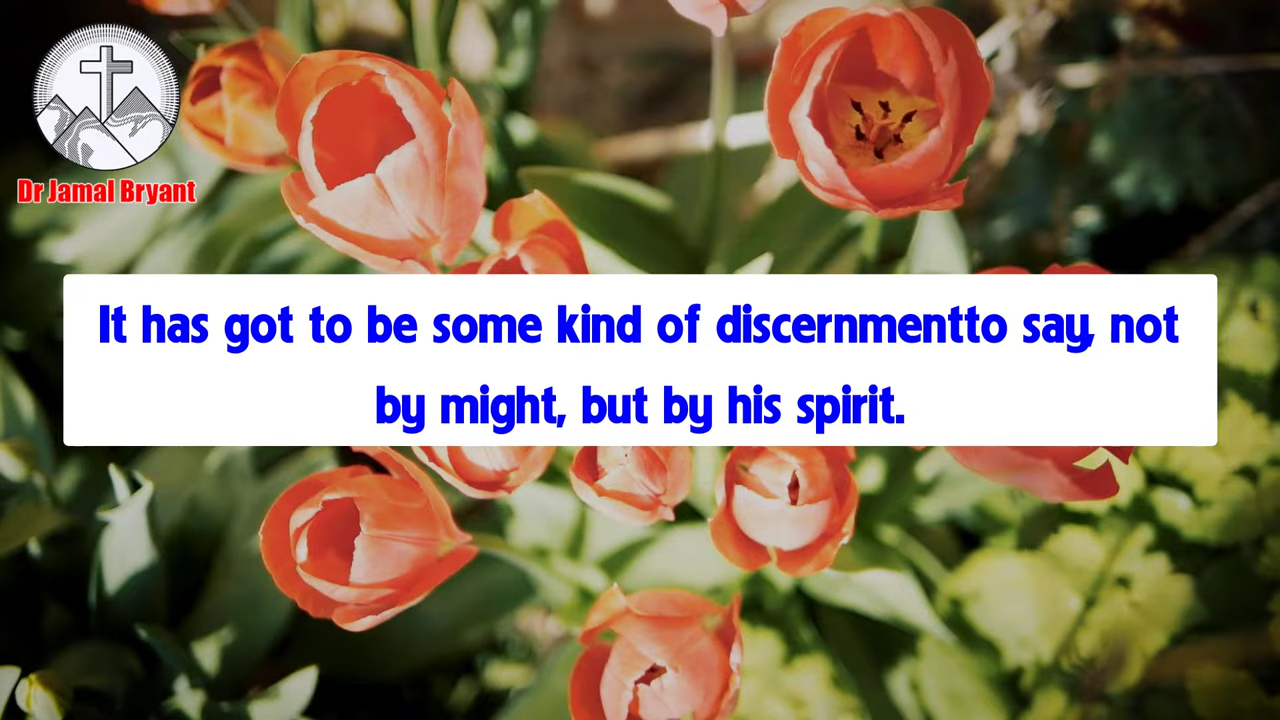 Dr Jamal Bryant
It has got to be some kind of discernmentto say, not
by might, but by his spirit.